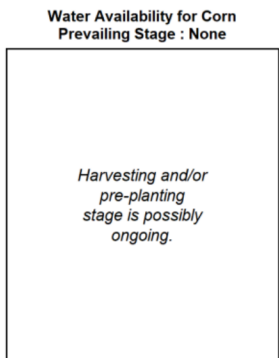 Water Availability for Corn
Prevailing Stage : None
Harvesting and/or
pre-planting
stage is possibly
ongoing.